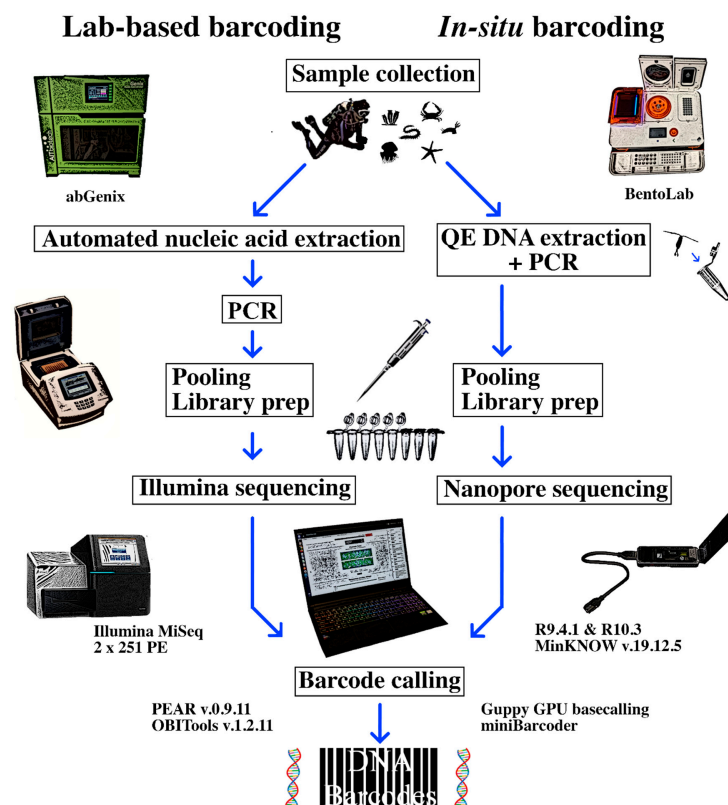 Lab-based barcoding
In-situ barcoding
Sample collection
abGenix
BentoLab
Automated nucleic acid extraction
QE DNA extraction
+ PCR
PCR
Pooling
Library prep
Pooling
Library prep
Illumina sequencing
Nanopore sequencing
Illumina MiSeq
2 x 251 PE
R9.4.1 & R10.3
MinKNOW v.19.12.5
Barcode calling
PEAR v.0.9.11
OBITools v.1.2.11
Guppy GPU basecalling
miniBarcoder
DNA
Barcodes